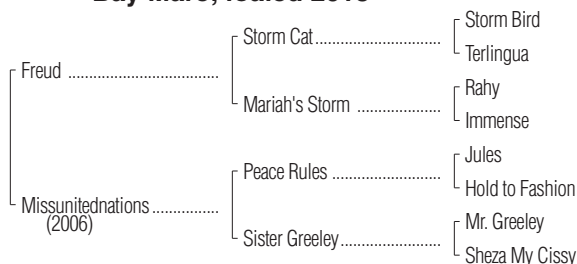 Bay Mare, foaled
Storm Bird
Storm Cat
Terlingua
Freud
Rahy
Mariah's Storm
Immense
Jules
Peace Rules
Hold to Fashion
Missunitednations
(2006)
Mr. Greeley
Sister Greeley
Sheza My Cissy